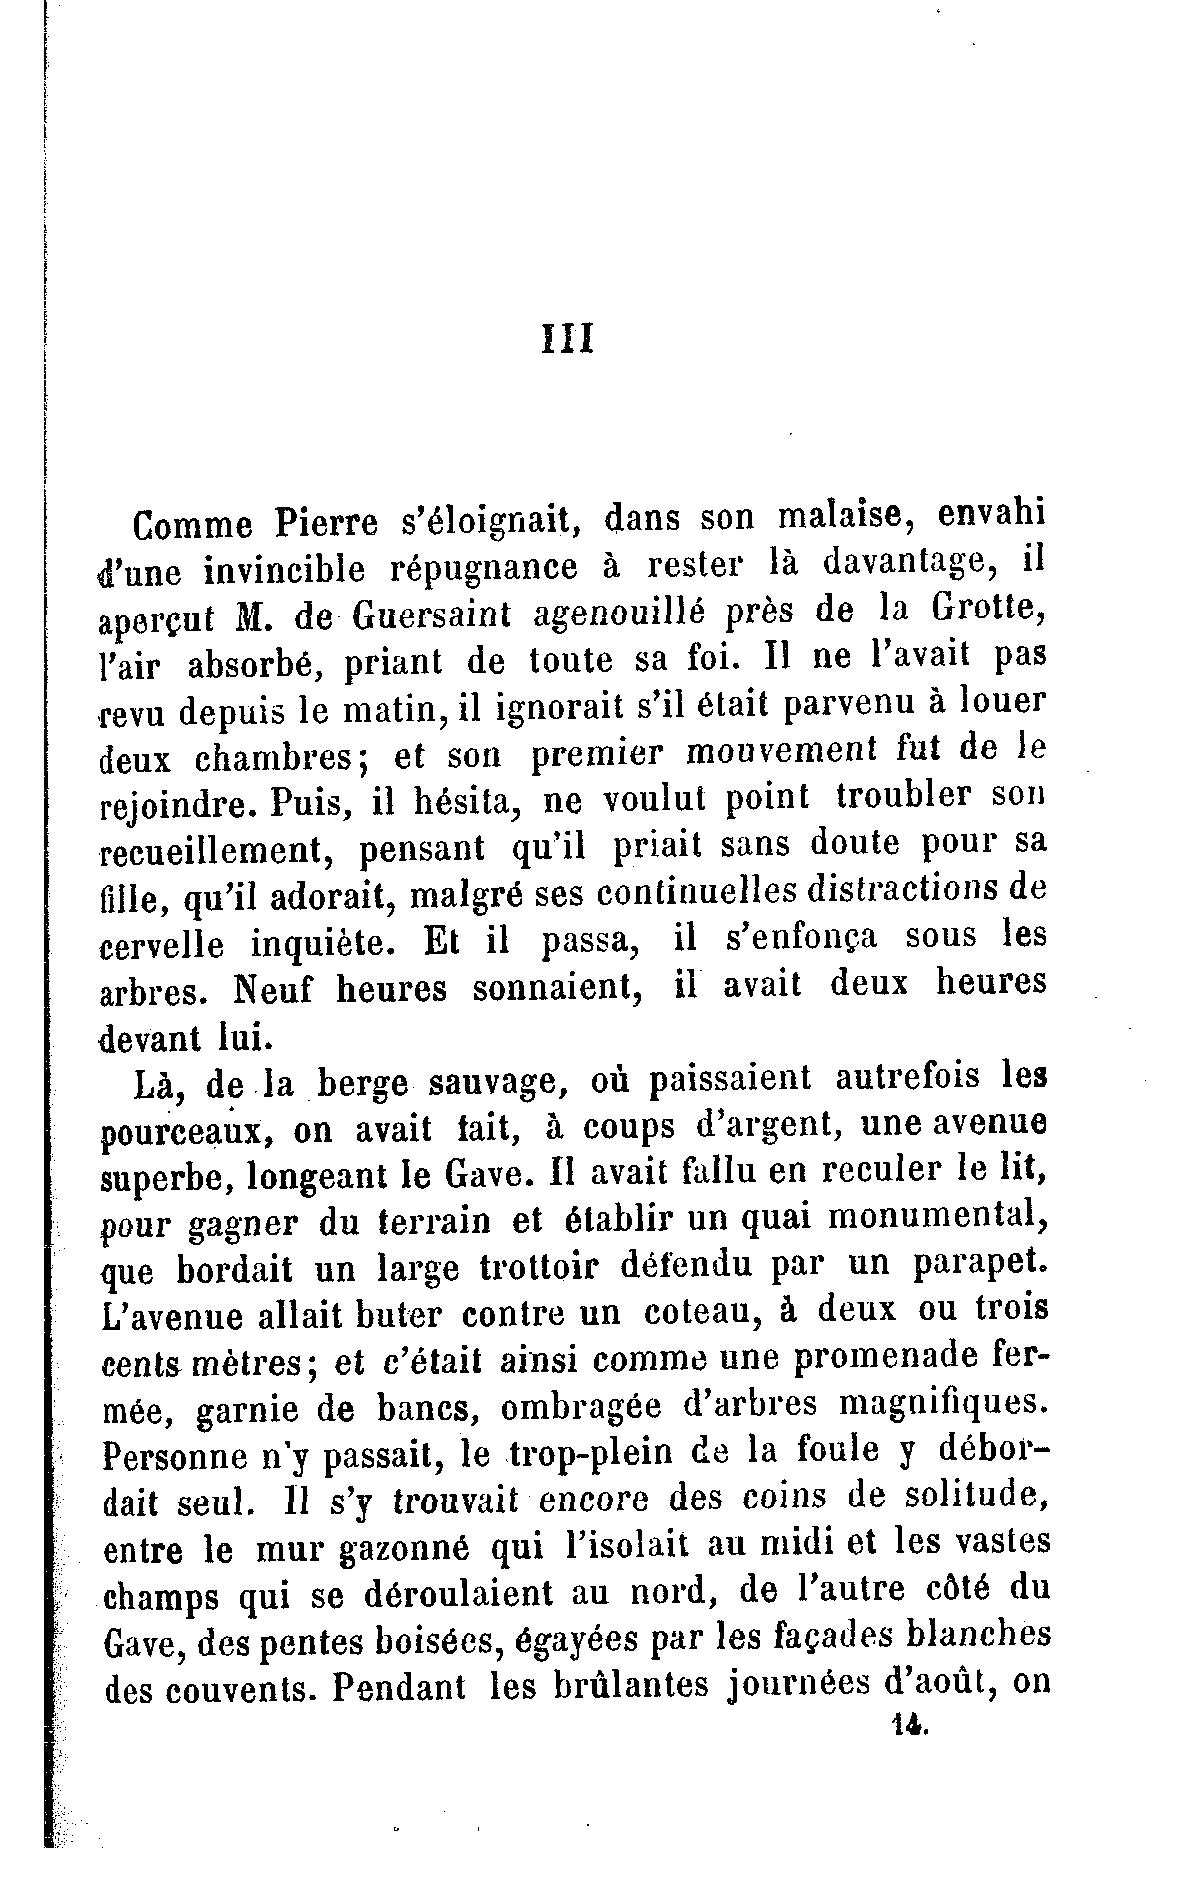 III
Comme Pierre s'éloignait, dans son malaise, envahi
d'une invincible répugnance à rester là davantage, il
aperçut M. de Guersaint agenouillé près de la Grotte,
l'air absorbé, priant de toute sa foi. Il ne l'avait pas
revu depuis le matin, il ignorait s'il était parvenu à louer
deux chambres; et son premier mouvement fut de le
rejoindre. Puis, il hésita, ne voulut point troubler son
recueillement, pensant qu'il priait sans doute pour sa
fille, qu'il adorait, malgré ses continuelles distractions de
cervelle inquiète. Et il passa, il s'enfonça sous les
arbres. Neuf heures sonnaient, il avait deux heures
devant lui.
Là, de la berge sauvage, où paissaient autrefois les
pourceaux, on avait fait, à coups d'argent, une avenue
superbe, longeant le Gave. Il avait fallu en reculer le lit,
pour gagner du terrain et établir un quai monumental,
que bordait un large trottoir défendu par un parapet.
L'avenue allait buter contre un coteau, à deux ou trois
cents mètres; et c'était ainsi comme une promenade fer-
mée, garnie de bancs, ombragée d'arbres magnifiques.
Personne n'y passait, le trop-plein de la foule y débor-
dait seul. Il s'y trouvait encore des coins de solitude,
entre le mur gazonné qui l'isolait au midi et les vastes
champs qui se déroulaient au nord, de l'autre côté du
Gave, des pentes boisées, égayées par les façades blanches
des couvents. Pendant les brûlantes journées d'août, on
14.